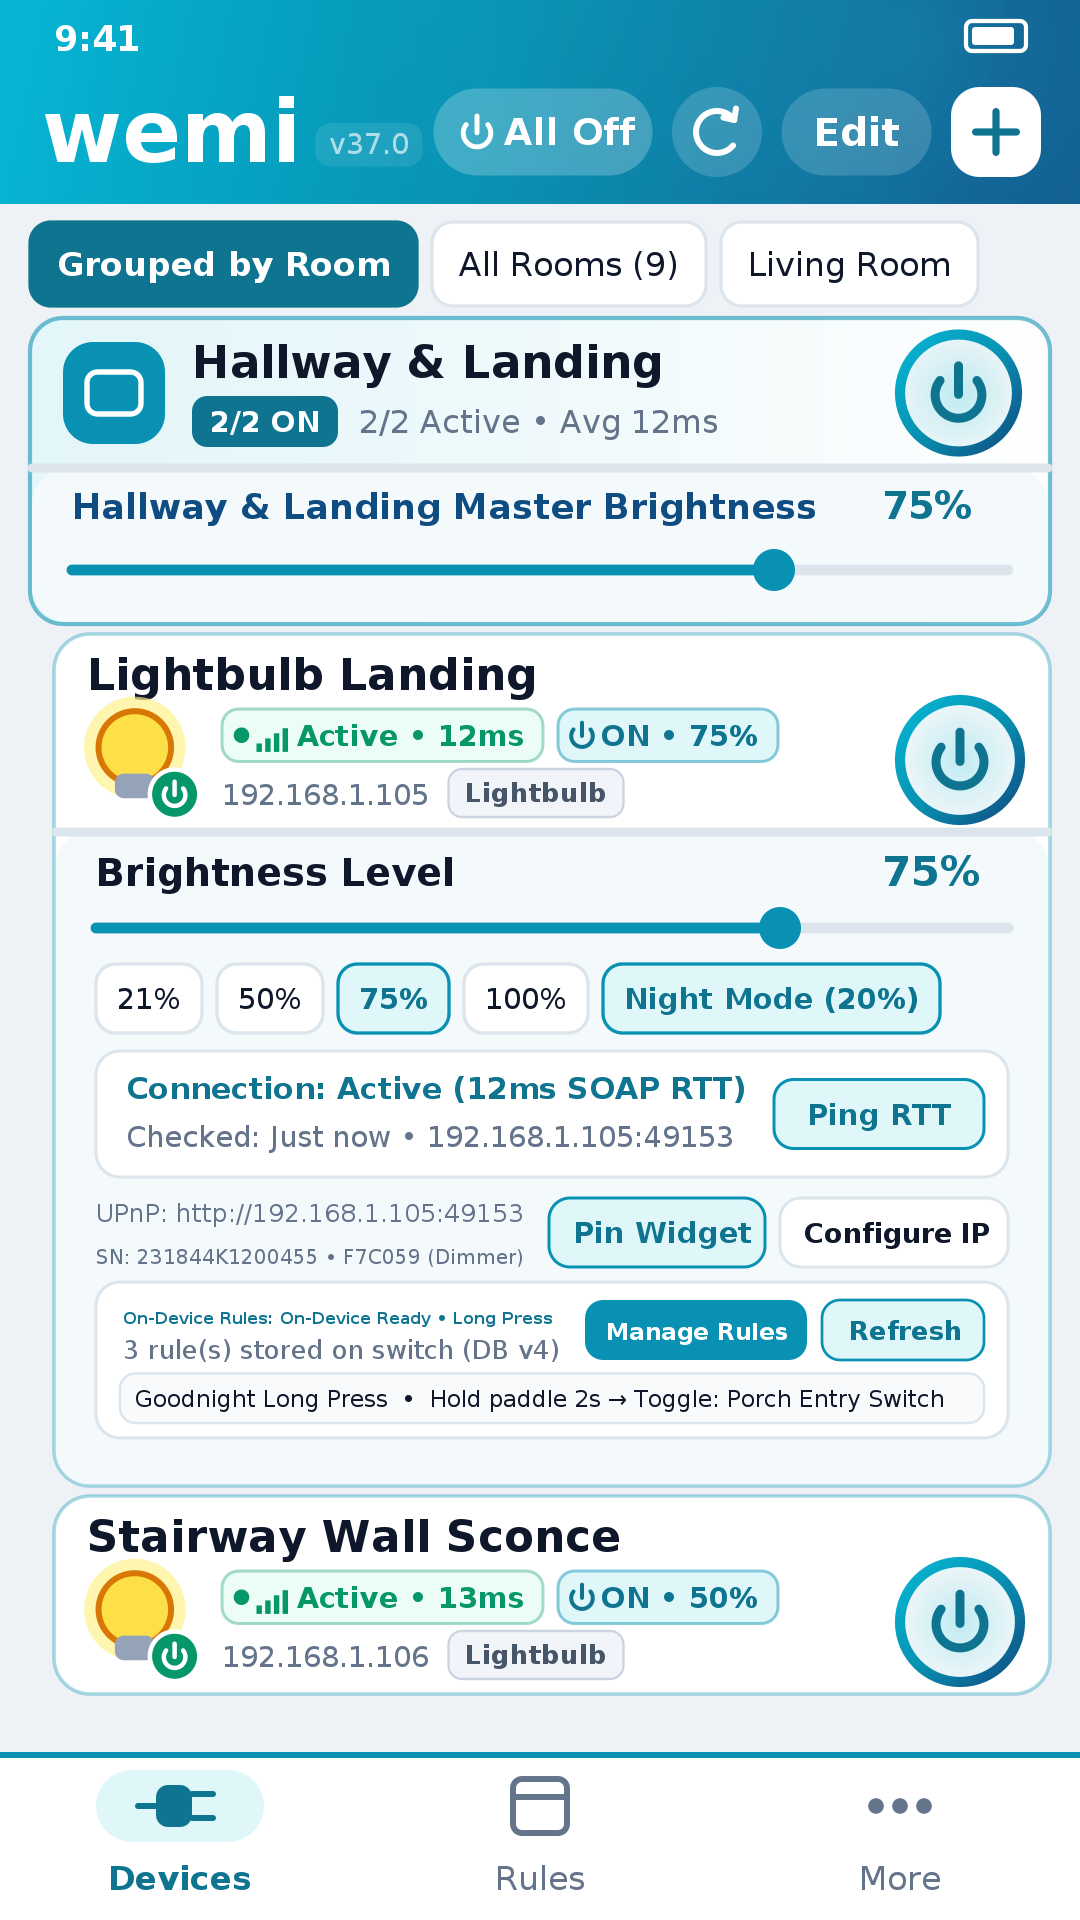 9:41
wemi v37.0 All Off Edit
Grouped by Room All Rooms (9) Living Room
Hallway & Landing
2/2 ON 2/2 Active • Avg 12ms
Hallway & Landing Master Brightness 75%
Lightbulb Landing
Active • 12ms ON • 75%
192.168.1.105 Lightbulb
Brightness Level 75%
21% 50% 75% 100% Night Mode (20%)
Connection: Active (12ms SOAP RTT)
Checked: Just now • 192.168.1.105:49153
Ping RTT
UPnP: http://192.168.1.105:49153
SN: 231844K1200455 • F7C059 (Dimmer)
Pin Widget Configure IP
On-Device Rules: On-Device Ready • Long Press
3 rule(s) stored on switch (DB v4)
Manage Rules Refresh
Goodnight Long Press • Hold paddle 2s → Toggle: Porch Entry Switch
Stairway Wall Sconce
Active • 13ms ON • 50%
192.168.1.106 Lightbulb
Devices Rules More